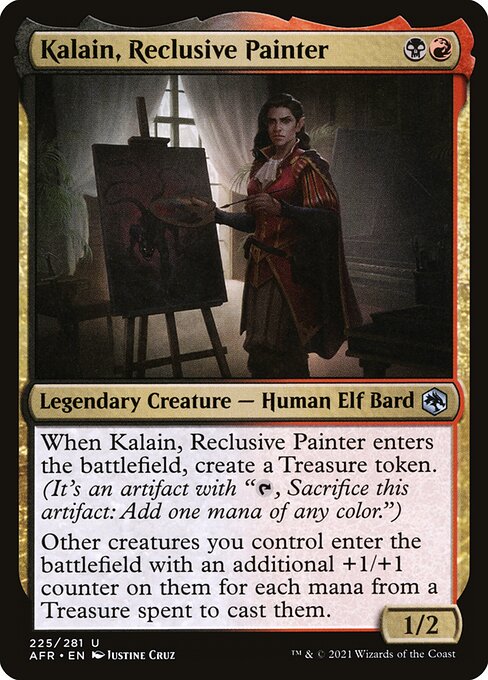 Kalain, Reclusive Painter
Legendary Creature — Human Elf Bard
When Kalain, Reclusive Painter enters
the battlefield, create a Treasure token.
(It's an artifact with “, Sacrifice this
artifact: Add one mana of any color.”)
Other creatures you control enter the
battlefield with an additional +1/+1
counter on them for each mana from a
Treasure spent to cast them.
1/2
225/281 U
AFR • EN Justine Cruz
™ & © 2021 Wizards of the Coast